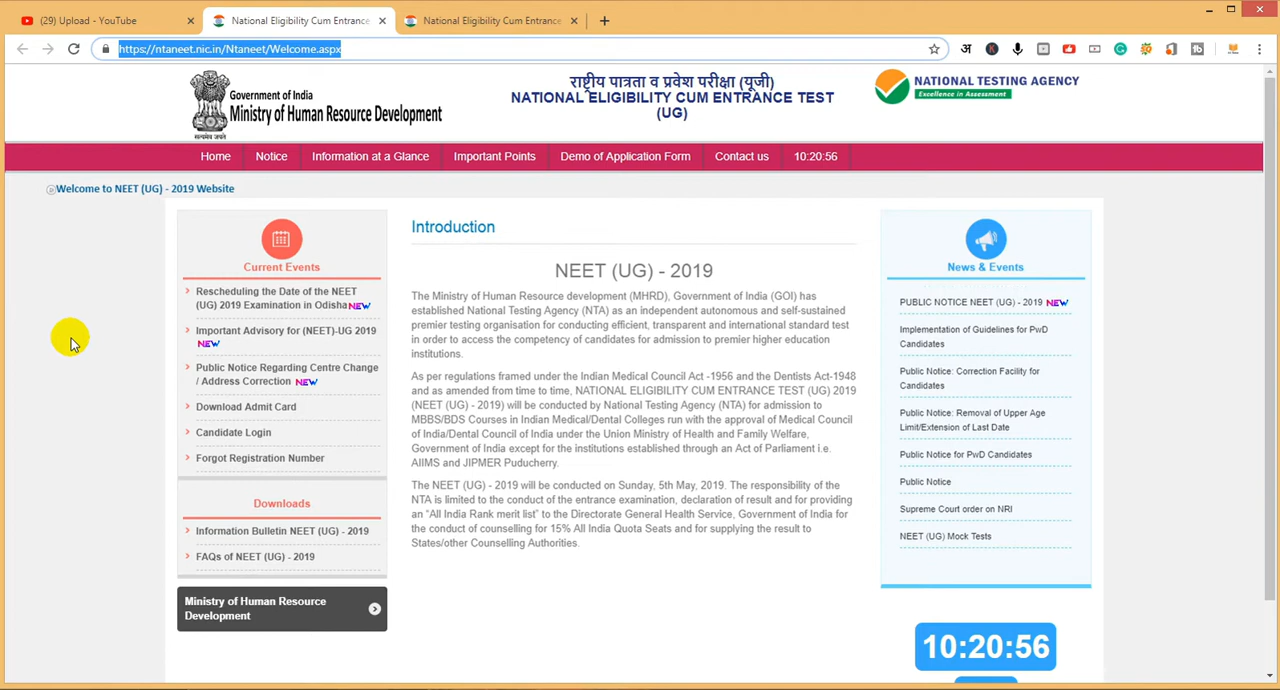 (29) Upload - YouTube
National Eligibility Cum Entrance
National Eligibility Cum Entrance
https://ntaneet.nic.in/Ntaneet/Welcome.aspx
अ
सत्यमेव जयते
Government of India
Ministry of Human Resource Development
राष्ट्रीय पात्रता व प्रवेश परीक्षा (यूजी)
NATIONAL ELIGIBILITY CUM ENTRANCE TEST
(UG)
NATIONAL TESTING AGENCY
Excellence in Assessment
Home
Notice
Information at a Glance
Important Points
Demo of Application Form
Contact us
10:20:56
Welcome to NEET (UG) - 2019 Website
Current Events
Rescheduling the Date of the NEET
(UG) 2019 Examination in Odisha NEW
Important Advisory for (NEET)-UG 2019
NEW
Public Notice Regarding Centre Change
/ Address Correction NEW
Download Admit Card
Candidate Login
Forgot Registration Number
Downloads
Information Bulletin NEET (UG) - 2019
FAQs of NEET (UG) - 2019
Ministry of Human Resource
Development
Introduction
NEET (UG) - 2019
The Ministry of Human Resource development (MHRD), Government of India (GOI) has
established National Testing Agency (NTA) as an independent autonomous and self-sustained
premier testing organisation for conducting efficient, transparent and international standard test
in order to access the competency of candidates for admission to premier higher education
institutions.
As per regulations framed under the Indian Medical Council Act -1956 and the Dentists Act-1948
and as amended from time to time, NATIONAL ELIGIBILITY CUM ENTRANCE TEST (UG) 2019
(NEET (UG) - 2019) will be conducted by National Testing Agency (NTA) for admission to
MBBS/BDS Courses in Indian Medical/Dental Colleges run with the approval of Medical Council
of India/Dental Council of India under the Union Ministry of Health and Family Welfare,
Government of India except for the institutions established through an Act of Parliament i.e.
AIIMS and JIPMER Puducherry.
The NEET (UG) - 2019 will be conducted on Sunday, 5th May, 2019. The responsibility of the
NTA is limited to the conduct of the entrance examination, declaration of result and for providing
an "All India Rank merit list" to the Directorate General Health Service, Government of India for
the conduct of counselling for 15% All India Quota Seats and for supplying the result to
States/other Counselling Authorities.
News & Events
PUBLIC NOTICE NEET (UG) - 2019 NEW
Implementation of Guidelines for PwD
Candidates
Public Notice: Correction Facility for
Candidates
Public Notice: Removal of Upper Age
Limit/Extension of Last Date
Public Notice for PwD Candidates
Public Notice
Supreme Court order on NRI
NEET (UG) Mock Tests
10:20:56